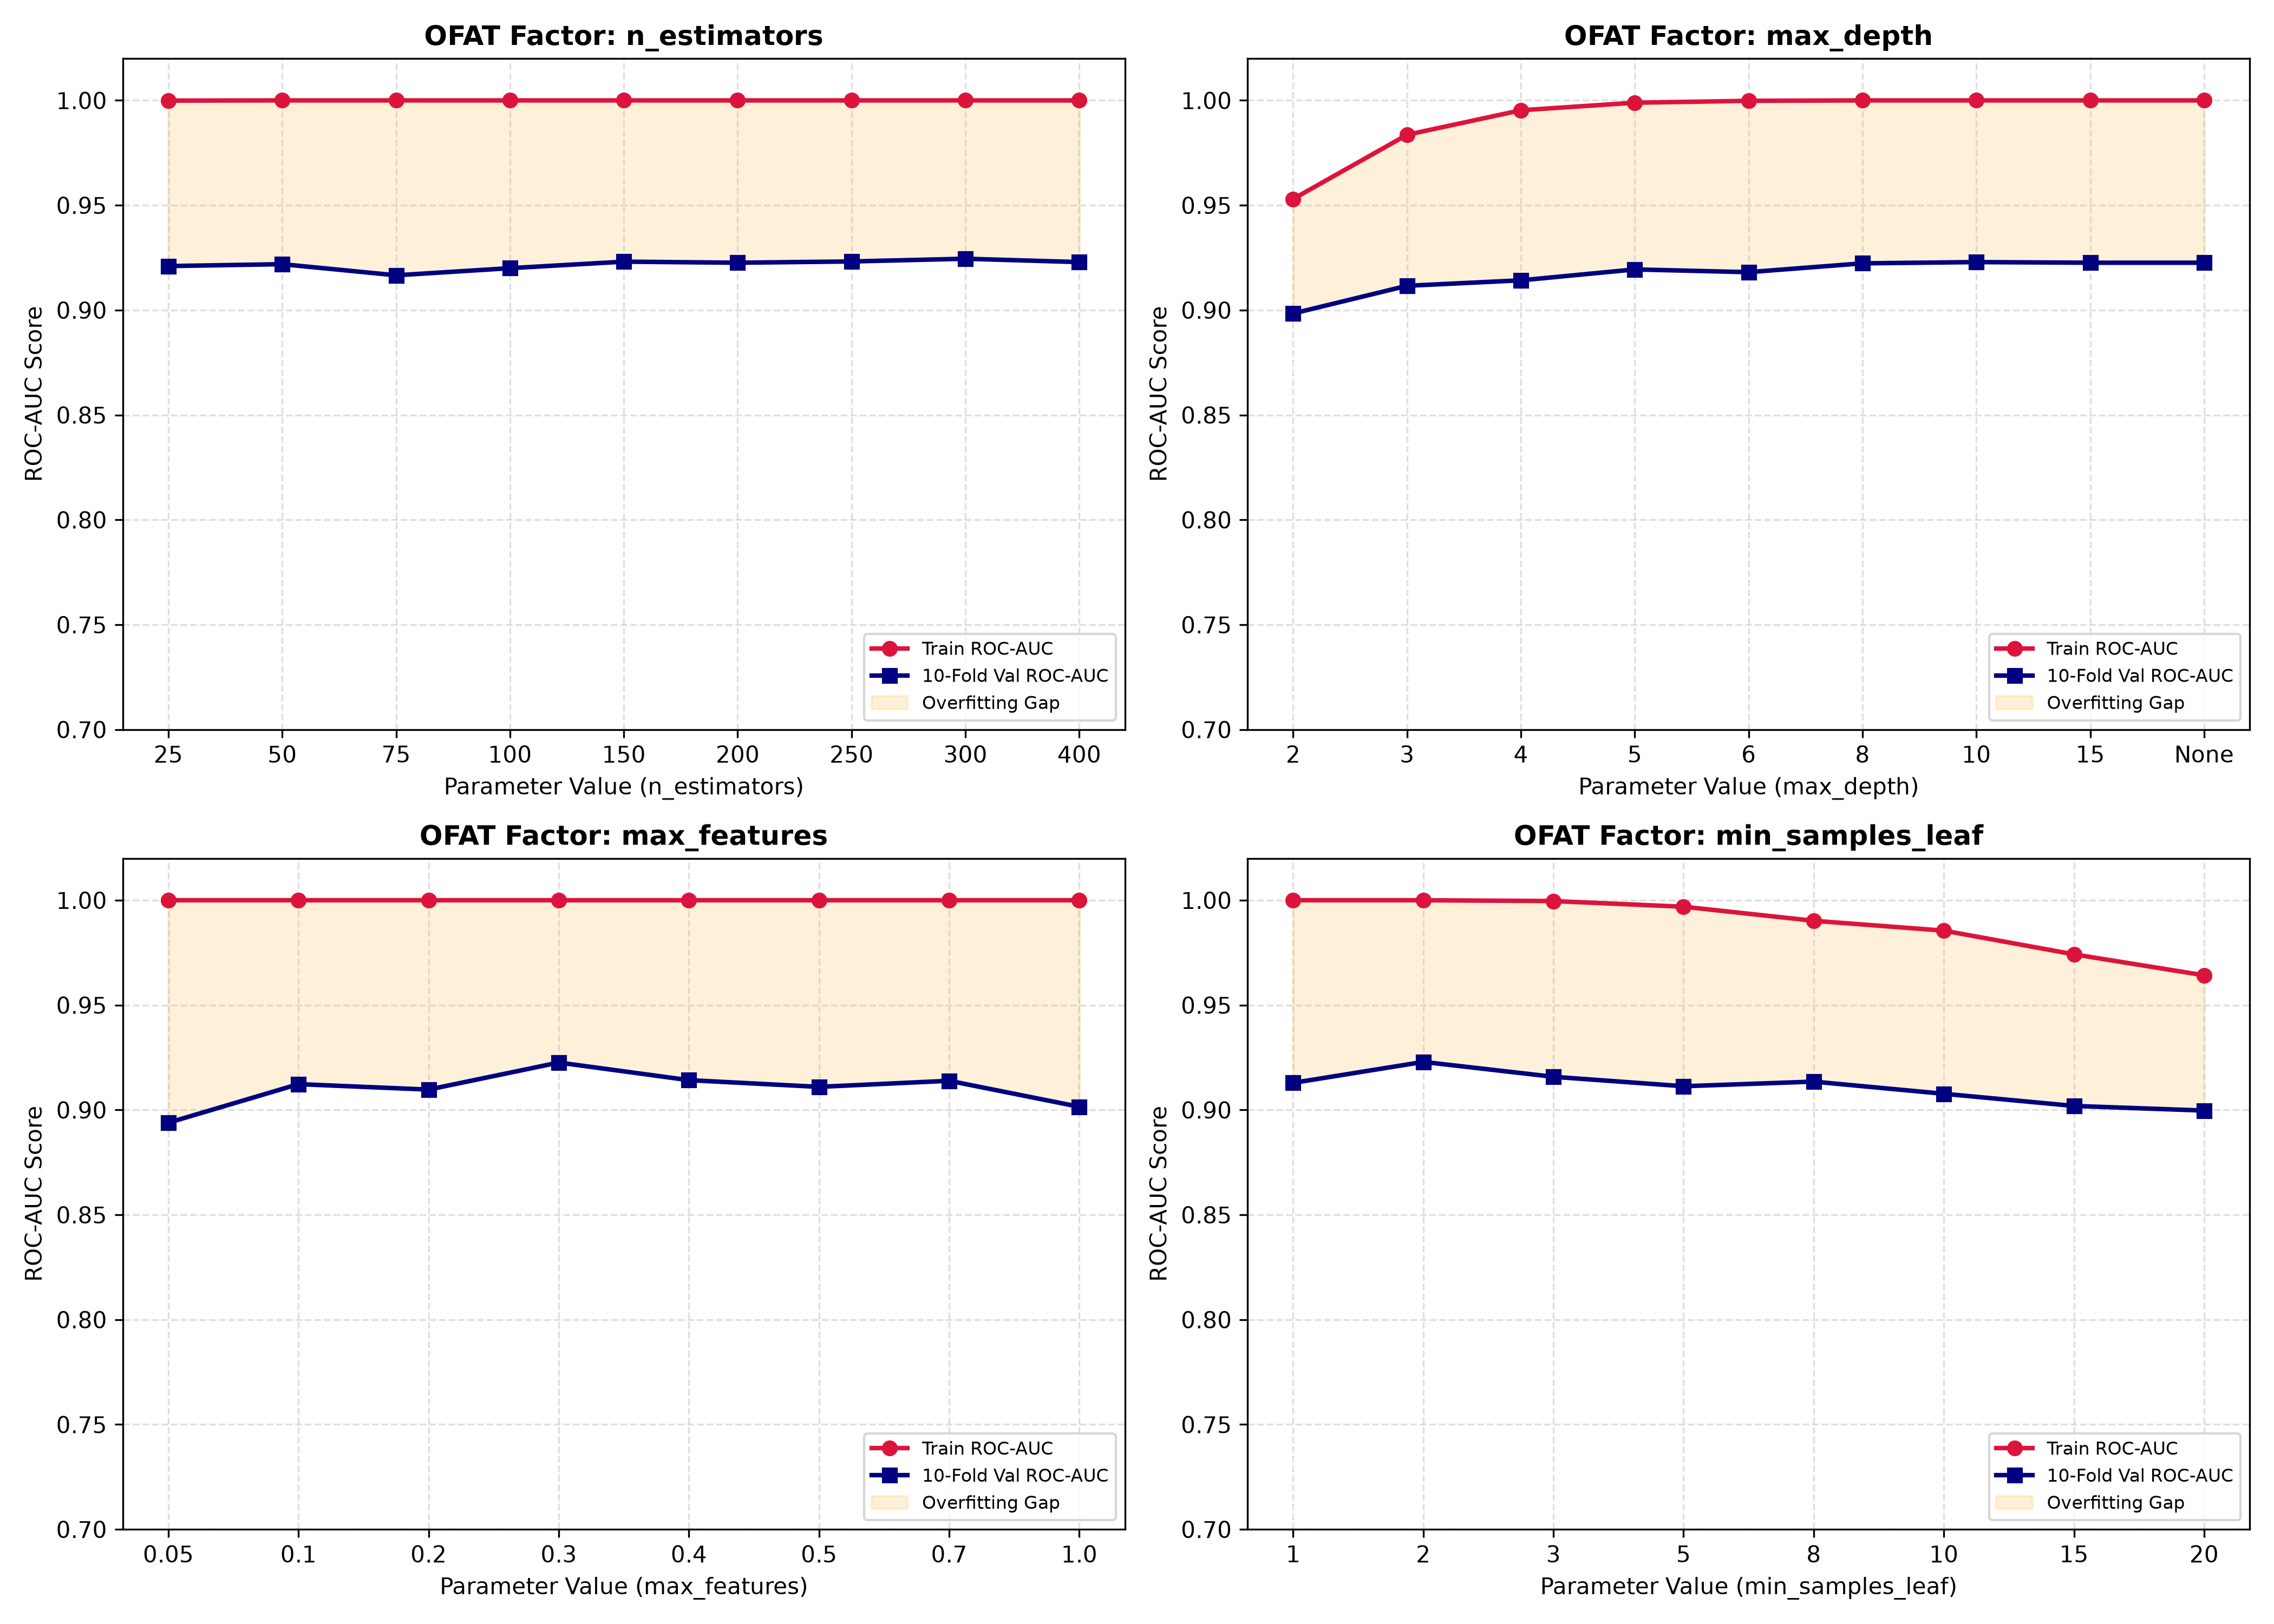 OFAT Factor: n_estimators
ROC-AUC Score
1.00
0.95
0.90
0.85
0.80
0.75
0.70
Train ROC-AUC
10-Fold Val ROC-AUC
Overfitting Gap
25 50 75 100 150 200 250 300 400
Parameter Value (n_estimators)
OFAT Factor: max_depth
ROC-AUC Score
1.00
0.95
0.90
0.85
0.80
0.75
0.70
Train ROC-AUC
10-Fold Val ROC-AUC
Overfitting Gap
2 3 4 5 6 8 10 15 None
Parameter Value (max_depth)
OFAT Factor: max_features
ROC-AUC Score
1.00
0.95
0.90
0.85
0.80
0.75
0.70
Train ROC-AUC
10-Fold Val ROC-AUC
Overfitting Gap
0.05 0.1 0.2 0.3 0.4 0.5 0.7 1.0
Parameter Value (max_features)
OFAT Factor: min_samples_leaf
ROC-AUC Score
1.00
0.95
0.90
0.85
0.80
0.75
0.70
Train ROC-AUC
10-Fold Val ROC-AUC
Overfitting Gap
1 2 3 5 8 10 15 20
Parameter Value (min_samples_leaf)